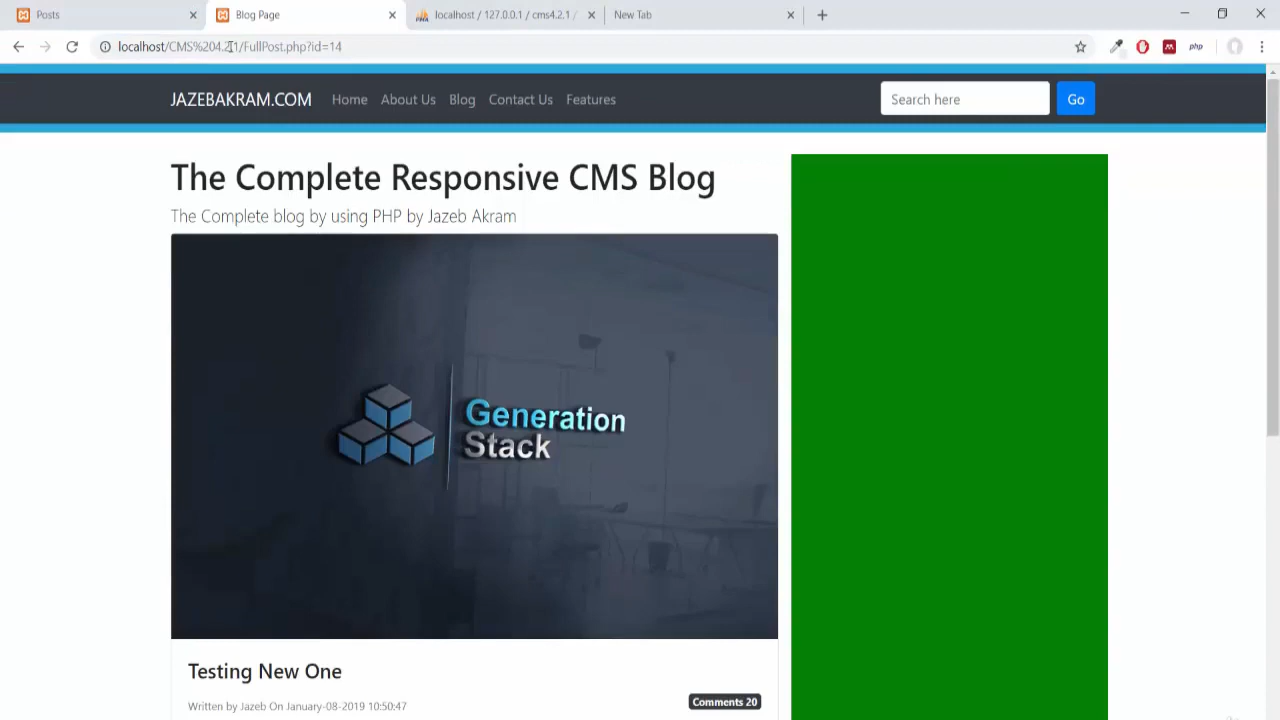 Posts
Blog Page
localhost / 127.0.0.1 / cms4.2.1 /
New Tab
localhost/CMS%204.2.1/FullPost.php?id=14
php
JAZEBAKRAM.COM
Home
About Us
Blog
Contact Us
Features
Search here
Go
The Complete Responsive CMS Blog
The Complete blog by using PHP by Jazeb Akram
Generation
Stack
Testing New One
Written by Jazeb On January-08-2019 10:50:47
Comments 20